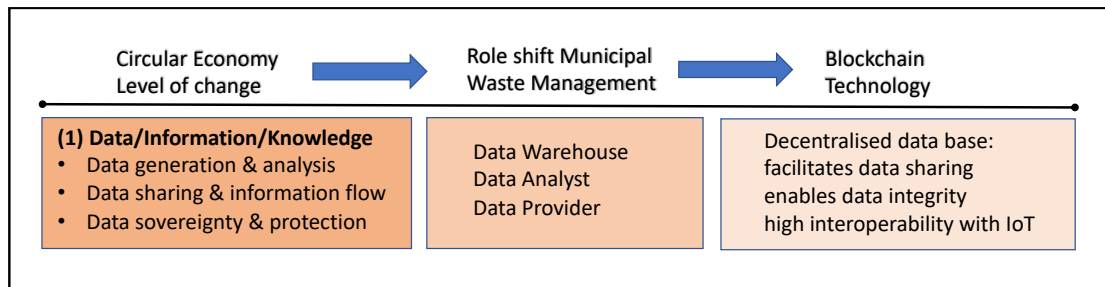 Circular Economy
Level of change
Role shift Municipal
Waste Management
Blockchain
Technology
(1) Data/Information/Knowledge
• Data generation & analysis
• Data sharing & information flow
• Data sovereignty & protection
Data Warehouse
Data Analyst
Data Provider
Decentralised data base:
facilitates data sharing
enables data integrity
high interoperability with IoT